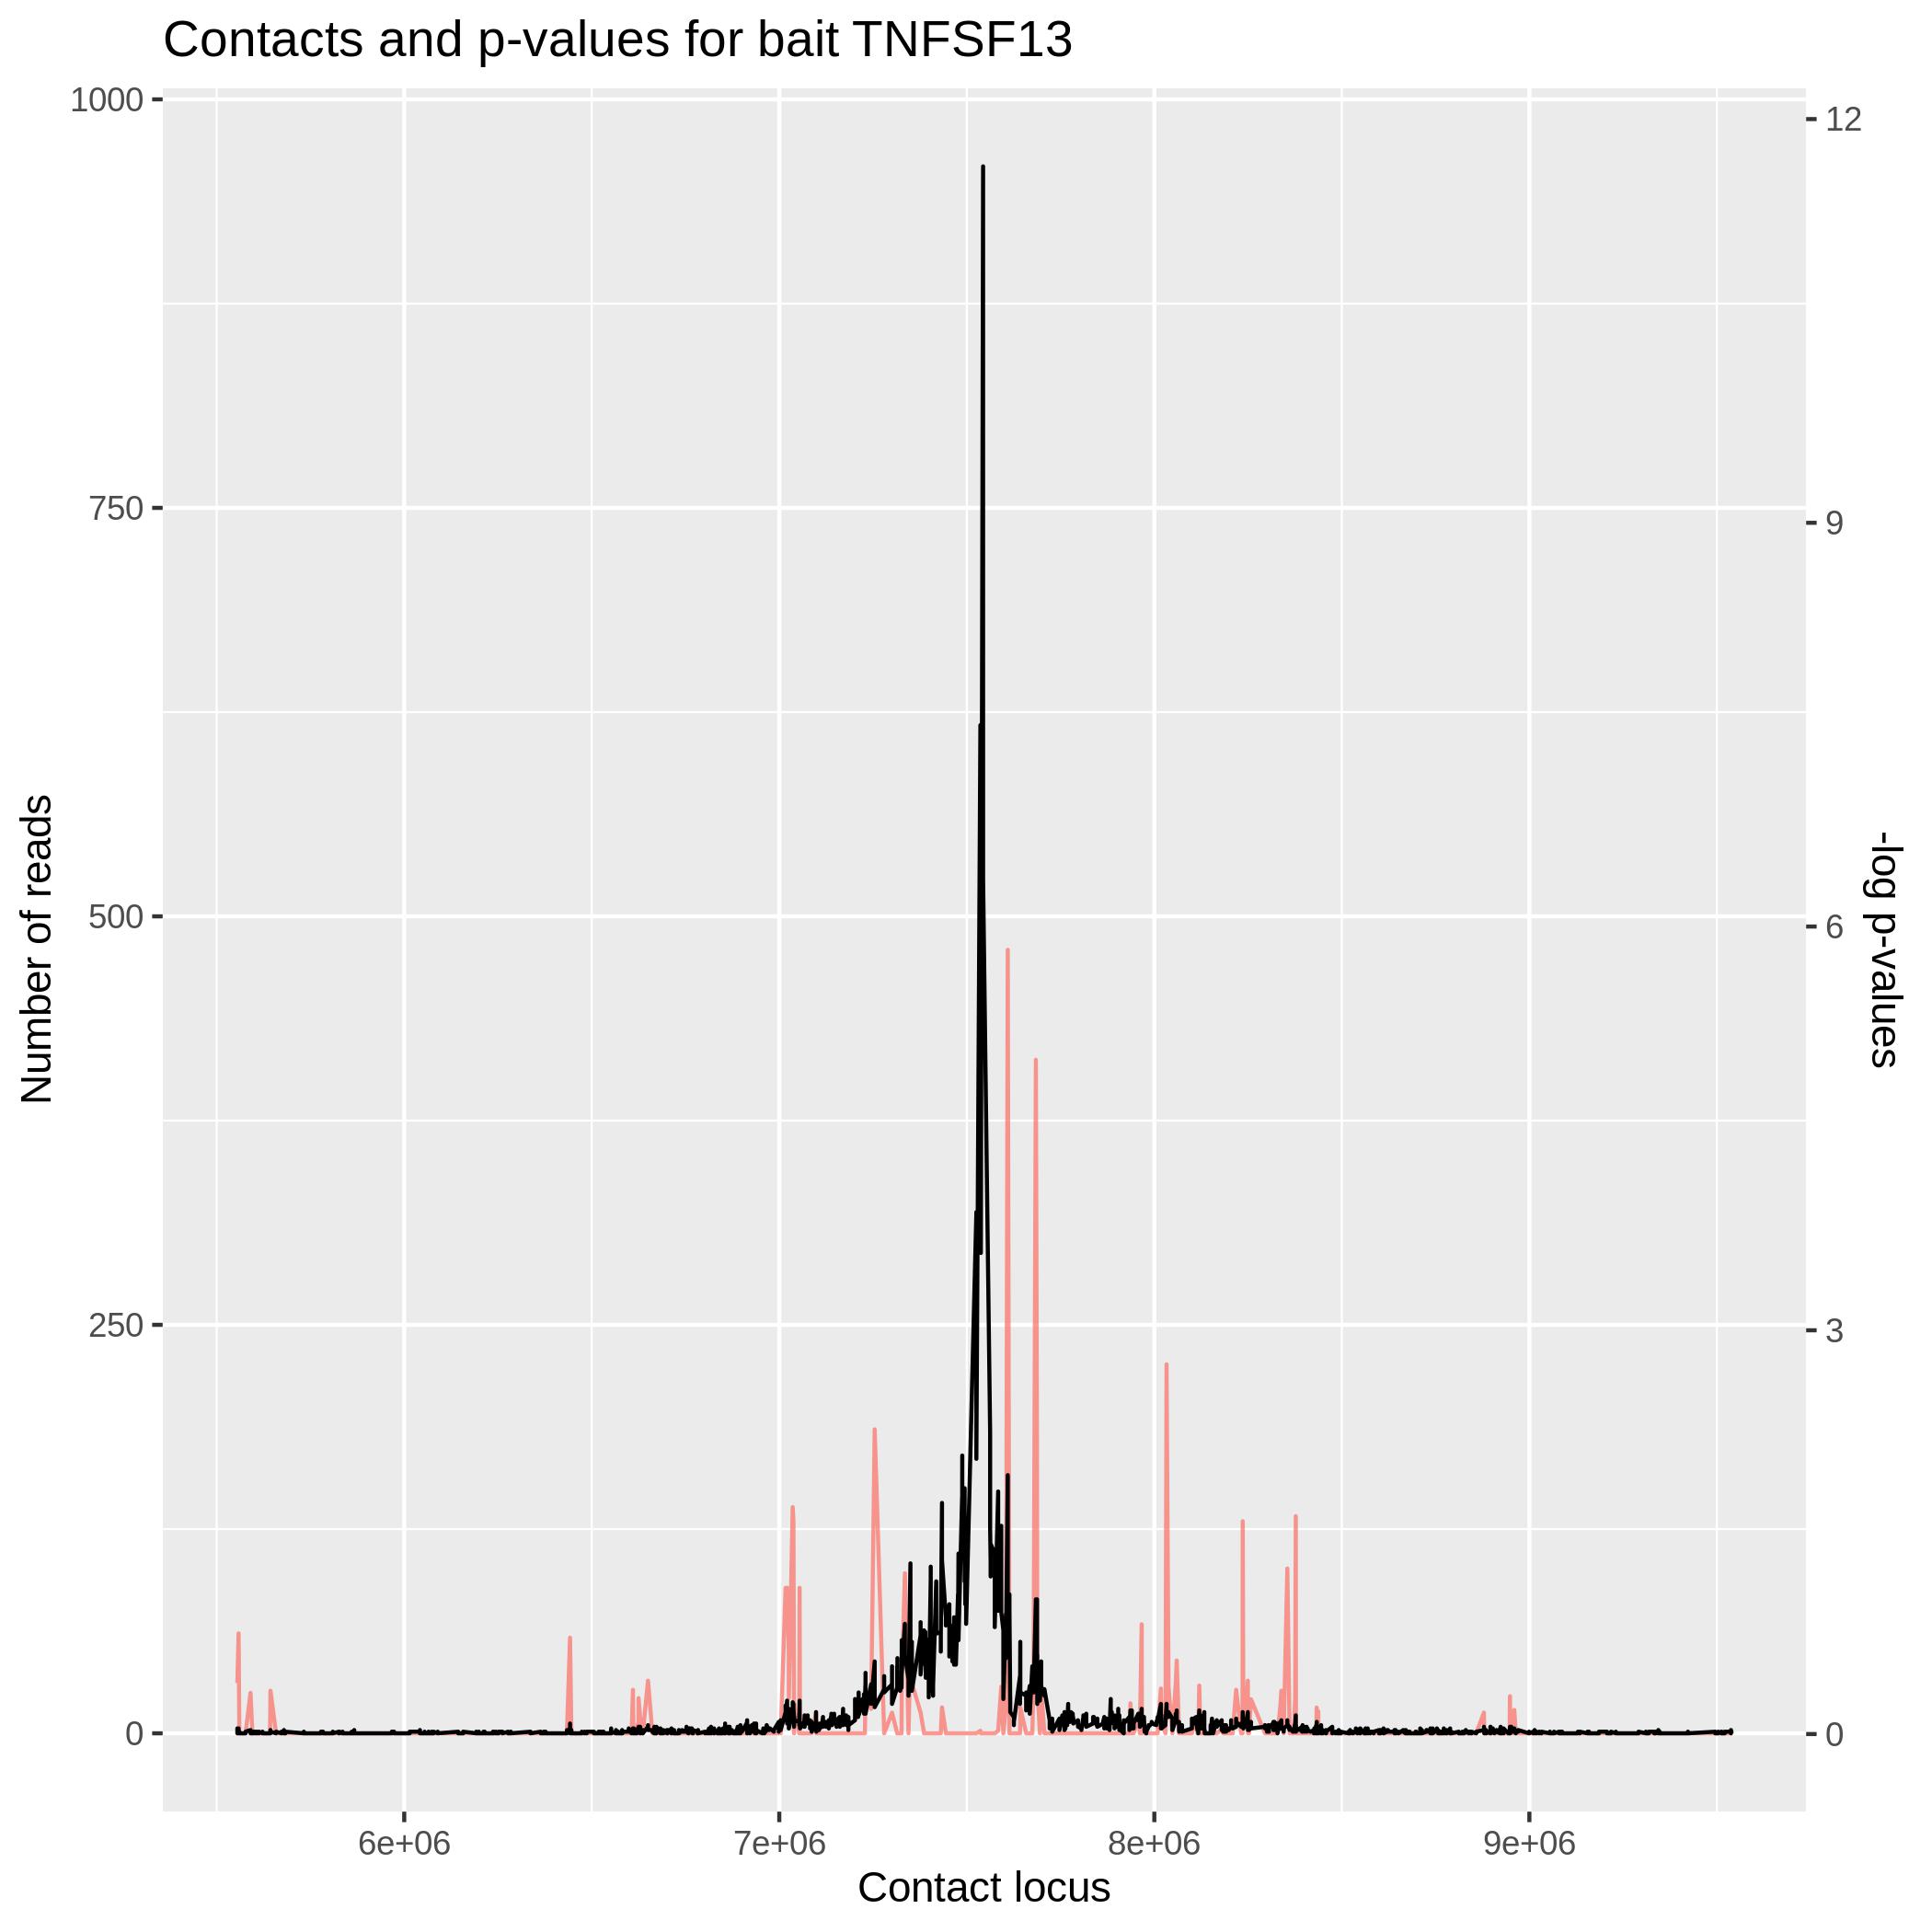 Contacts and p-values for bait TNFSF13
1000
750
500
250
0
Number of reads
12
9
6
3
0
-log p-values
6e+06
7e+06
8e+06
9e+06
Contact locus